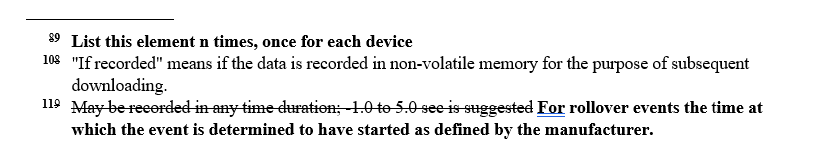 89 List this element n times, once for each device
108 "If recorded" means if the data is recorded in non-volatile memory for the purpose of subsequent
downloading.
119 May be recorded in any time duration; -1.0 to 5.0 sec is suggested For rollover events the time at
which the event is determined to have started as defined by the manufacturer.